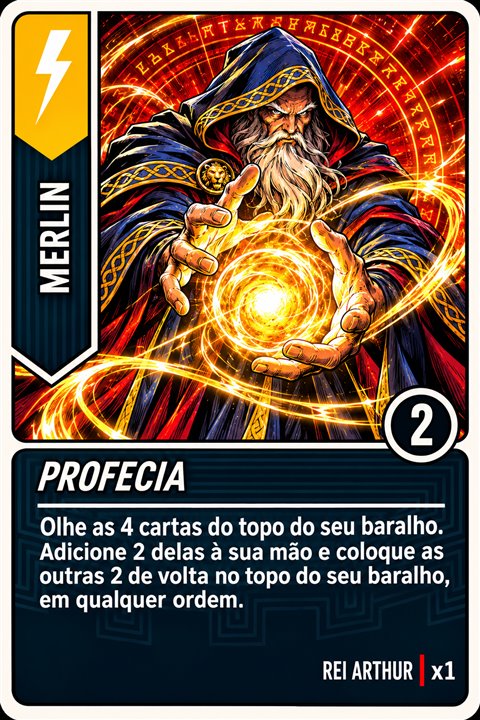 MERLIN
2
PROFECIA
Olhe as 4 cartas do topo do seu baralho.
Adicione 2 delas à sua mão e coloque as
outras 2 de volta no topo do seu baralho,
em qualquer ordem.
REI ARTHUR | x1